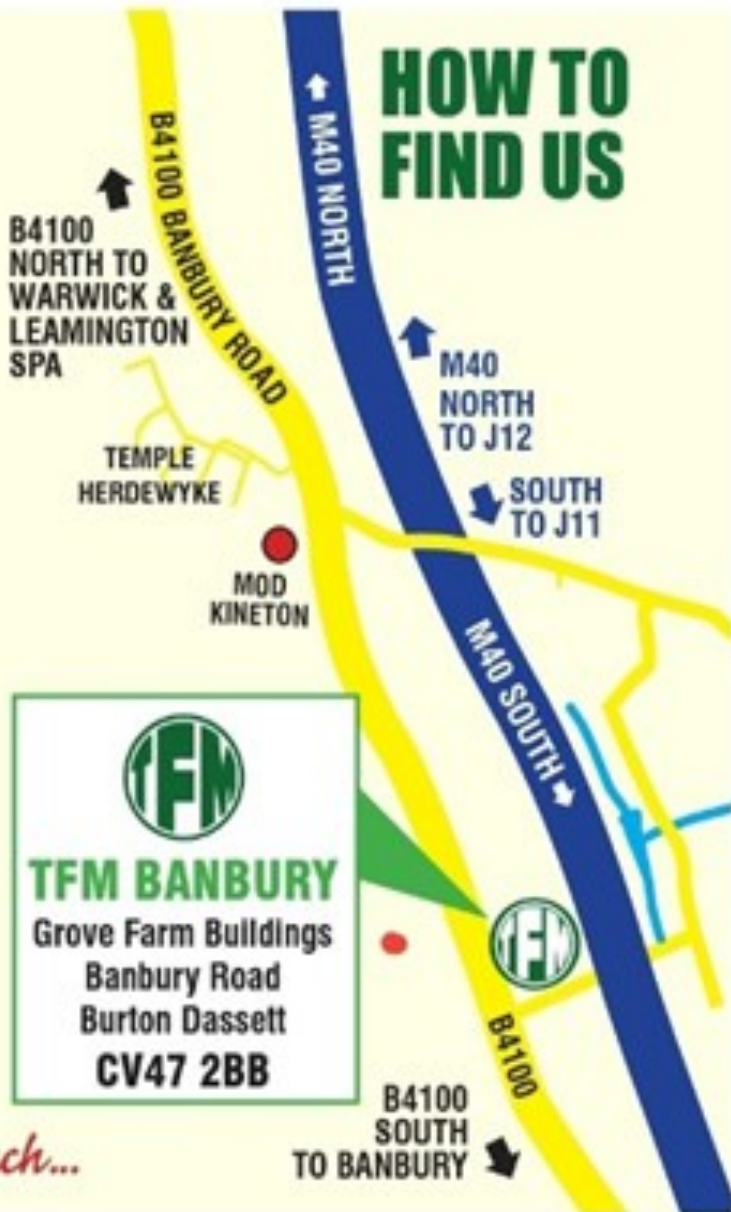 HOW TO
FIND US
M40 NORTH
B4100 BANBURY ROAD
B4100
NORTH TO
WARWICK &
LEAMINGTON
SPA
M40
NORTH
TO J12
TEMPLE
HERDEWYKE
SOUTH
TO J11
MOD
KINETON
M40 SOUTH
TFM
TFM BANBURY
Grove Farm Buildings
Banbury Road
Burton Dassett
CV47 2BB
TFM
B4100
B4100
SOUTH
TO BANBURY
ch...